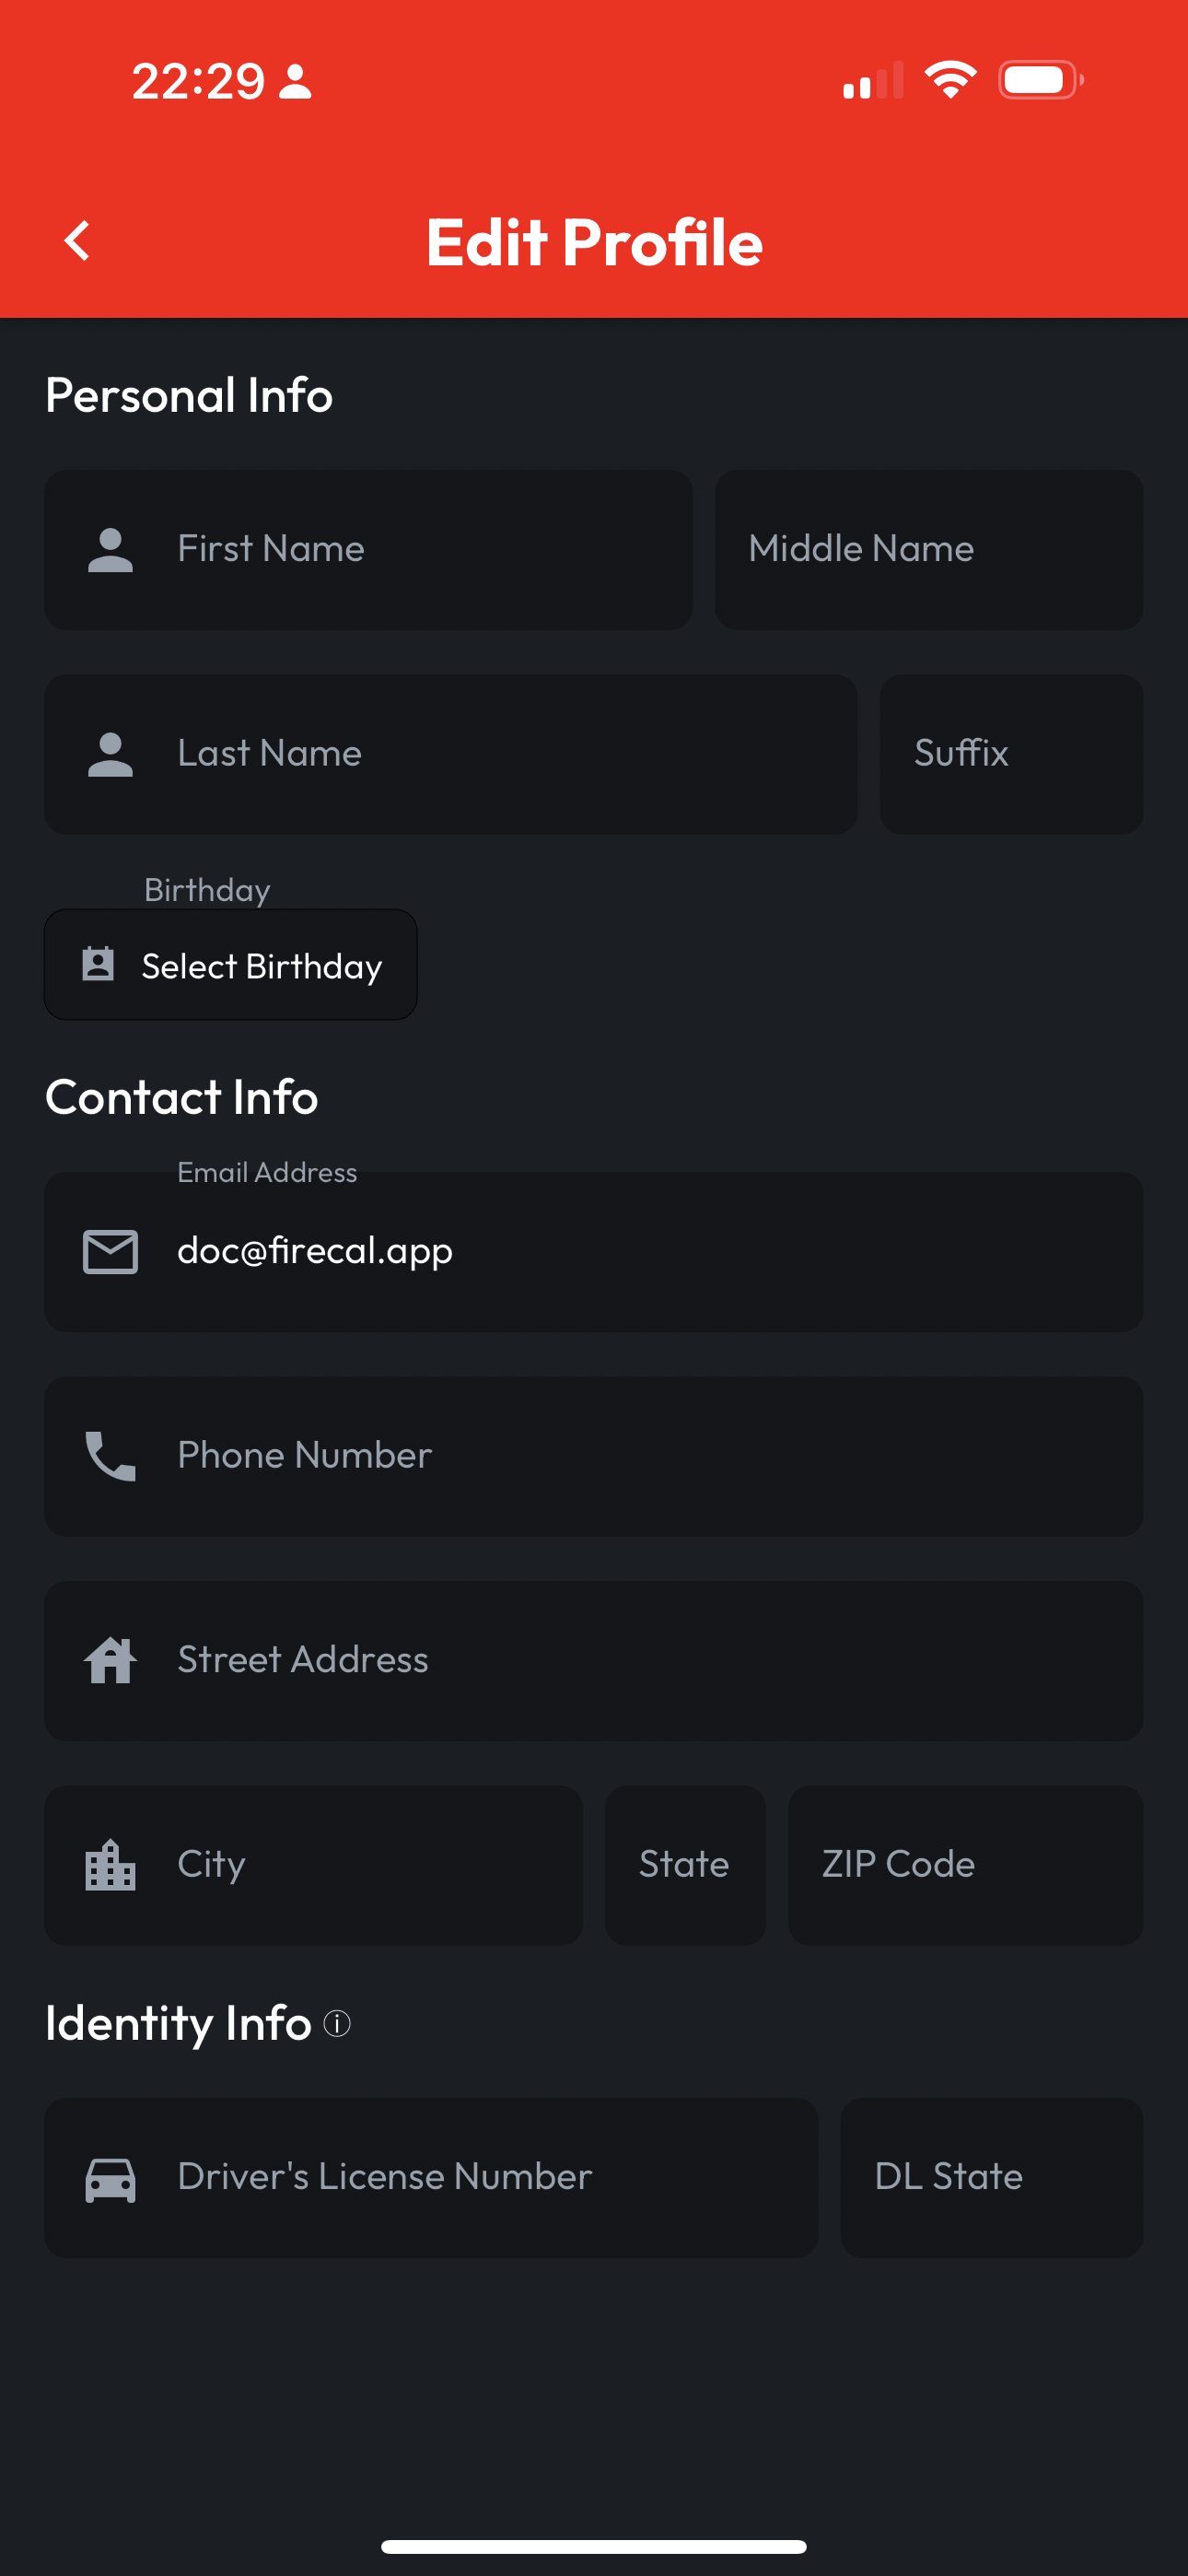 22:29
Edit Profile
Personal Info
First Name
Middle Name
Last Name
Suffix
Birthday
Select Birthday
Contact Info
Email Address
doc@firecal.app
Phone Number
Street Address
City
State
ZIP Code
Identity Info ⓘ
Driver's License Number
DL State